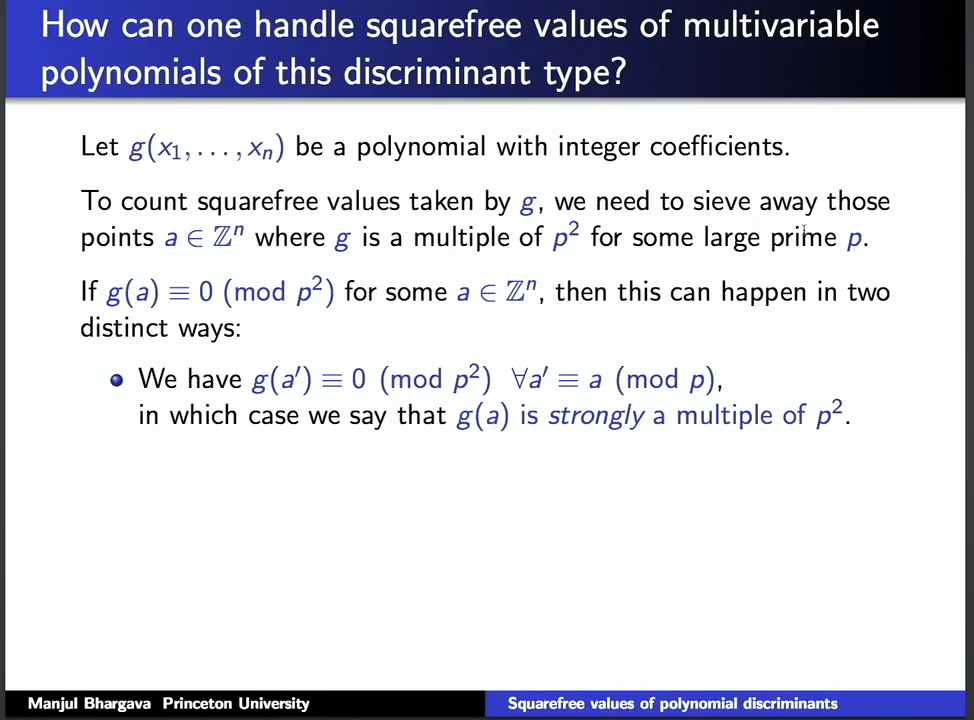 How can one handle squarefree values of multivariable
polynomials of this discriminant type?
Let g(x₁, . . . , xₙ) be a polynomial with integer coefficients.
To count squarefree values taken by g, we need to sieve away those
points a ∈ ℤⁿ where g is a multiple of p² for some large prime p.
If g(a) ≡ 0 (mod p²) for some a ∈ ℤⁿ, then this can happen in two
distinct ways:
• We have g(a′) ≡ 0 (mod p²) ∀a′ ≡ a (mod p),
in which case we say that g(a) is strongly a multiple of p².
Manjul Bhargava Princeton University
Squarefree values of polynomial discriminants